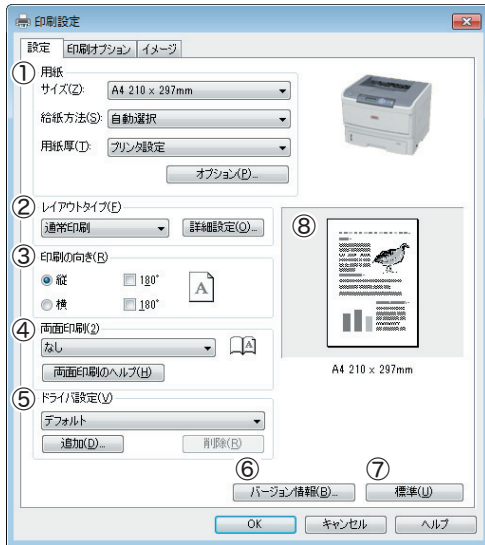 印刷設定
設定 印刷オプション イメージ
① 用紙
サイズ(Z): A4 210 x 297mm
給紙方法(S): 自動選択
用紙厚(T): プリンタ設定
オプション(P)...
② レイアウトタイプ(F)
通常印刷 詳細設定(O)...
③ 印刷の向き(R)
縦 180°
横 180°
A
④ 両面印刷(2)
なし
A
両面印刷のヘルプ(H)
⑤ ドライバ設定(V)
デフォルト
追加(D)... 削除(R)
⑧
A4 210 x 297mm
⑥ ⑦
バージョン情報(B)... 標準(U)
OK キャンセル ヘルプ